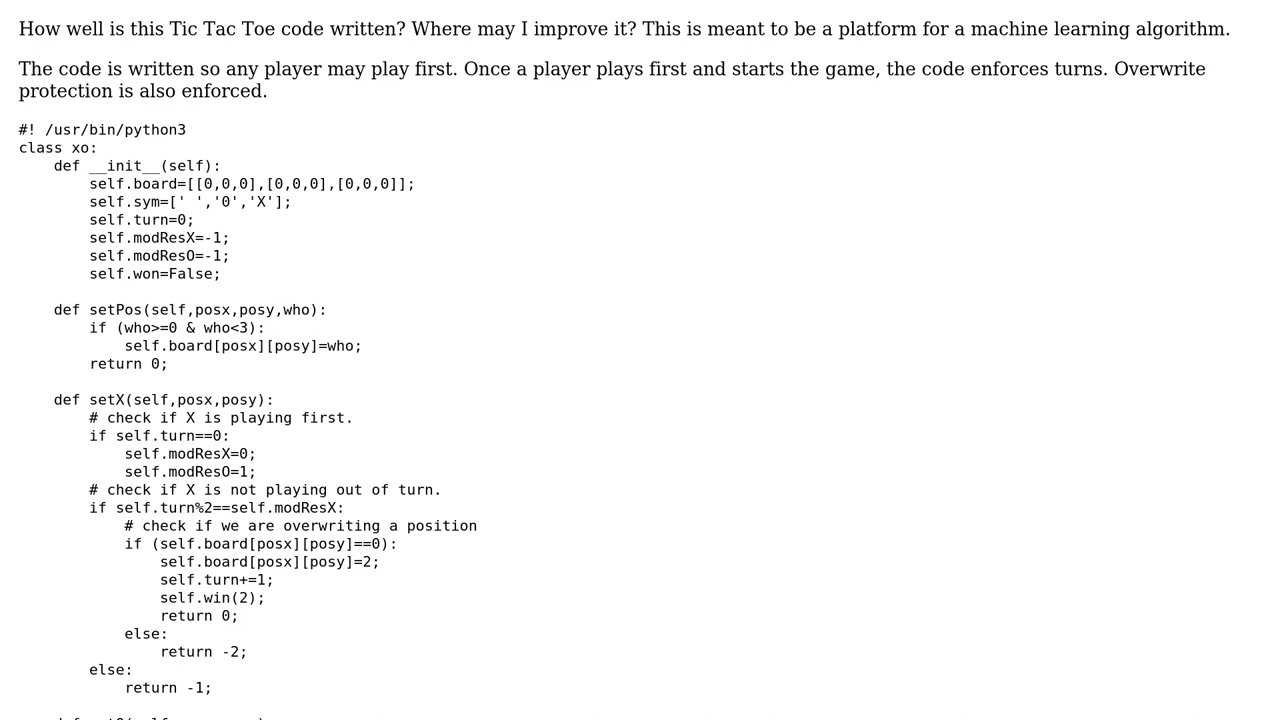 How well is this Tic Tac Toe code written? Where may I improve it? This is meant to be a platform for a machine learning algorithm.
The code is written so any player may play first. Once a player plays first and starts the game, the code enforces turns. Overwrite
protection is also enforced.
#! /usr/bin/python3
class xo:
    def __init__(self):
        self.board=[[0,0,0],[0,0,0],[0,0,0]];
        self.sym=[' ','0','X'];
        self.turn=0;
        self.modResX=-1;
        self.modResO=-1;
        self.won=False;
    def setPos(self,posx,posy,who):
        if (who>=0 & who<3):
            self.board[posx][posy]=who;
        return 0;
    def setX(self,posx,posy):
        # check if X is playing first.
        if self.turn==0:
            self.modResX=0;
            self.modResO=1;
        # check if X is not playing out of turn.
        if self.turn%2==self.modResX:
            # check if we are overwriting a position
            if (self.board[posx][posy]==0):
                self.board[posx][posy]=2;
                self.turn+=1;
                self.win(2);
                return 0;
            else:
                return -2;
        else:
            return -1;